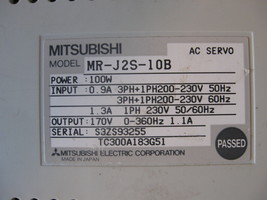 MITSUBISHI AC SERVO
MODEL MR-J2S-10B
POWER : 100W
INPUT : 0.9A 3PH+1PH200-230V 50Hz
3PH+1PH200-230V 60Hz
1.3A 1PH 230V 50/60Hz
OUTPUT: 170V 0-360Hz 1.1A
SERIAL: S3ZS93255
TC300A183G51
MITSUBISHI ELECTRIC CORPORATION
MADE IN JAPAN
PASSED